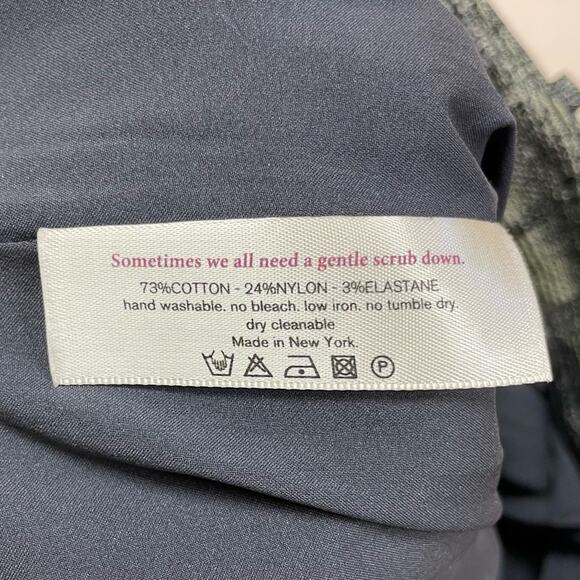 Sometimes we all need a gentle scrub down.
73%COTTON - 24%NYLON - 3%ELASTANE
hand washable. no bleach. low iron. no tumble dry.
dry cleanable
Made in New York.
P